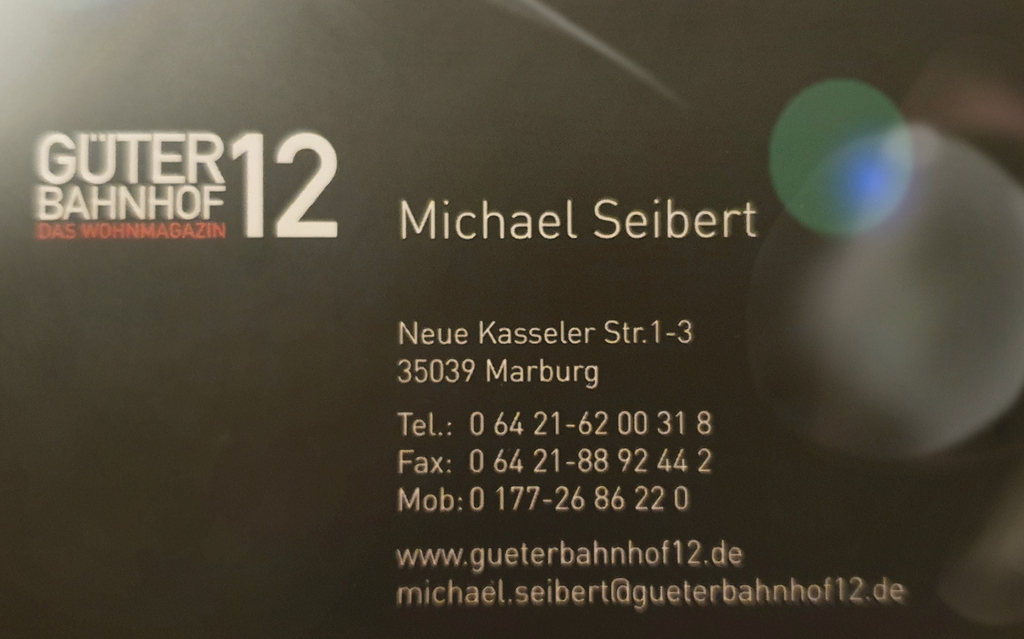 GÜTER
BAHNHOF
DAS WOHNMAGAZIN
12
Michael Seibert
Neue Kasseler Str.1-3
35039 Marburg
Tel.: 0 64 21-62 00 31 8
Fax: 0 64 21-88 92 44 2
Mob: 0 177-26 86 22 0
www.gueterbahnhof12.de
michael.seibert@gueterbahnhof12.de